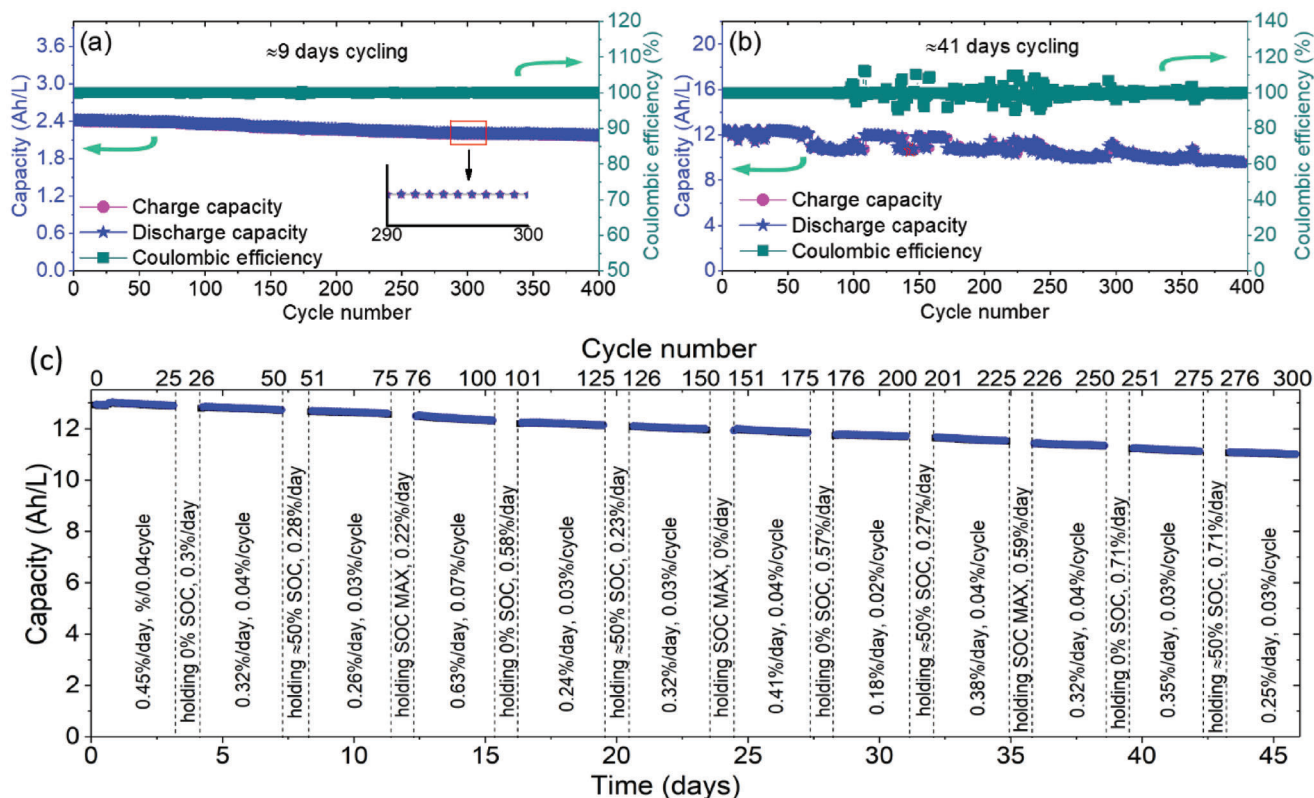 (a)
≈9 days cycling
3.6
3.0
2.4
1.8
1.2
0.6
0.0
Capacity (Ah/L)
120
110
100
90
80
70
60
50
Coulombic efficiency (%)
Charge capacity
Discharge capacity
Coulombic efficiency
290
300
0
50
100
150
200
250
300
350
400
Cycle number
(b)
≈41 days cycling
20
16
12
8
4
0
Capacity (Ah/L)
140
120
100
80
60
40
20
0
Coulombic efficiency (%)
Charge capacity
Discharge capacity
Coulombic efficiency
0
50
100
150
200
250
300
350
400
Cycle number
(c)
Cycle number
0
25
26
50
51
75
76
100
101
125
126
150
151
175
176
200
201
225
226
250
251
275
276
300
12
11
10
8
6
4
2
0
Capacity (Ah/L)
0.45%/day, %/0.04cycle
holding 0% SOC, 0.3%/day
0.32%/day, 0.04%/cycle
holding ≈50% SOC, 0.28%/day
0.26%/day, 0.03%/cycle
holding SOC MAX, 0.22%/day
0.63%/day, 0.07%/cycle
holding 0% SOC, 0.58%/day
0.24%/day, 0.03%/cycle
holding ≈50% SOC, 0.23%/day
0.32%/day, 0.03%/cycle
holding SOC MAX, 0%/day
0.41%/day, 0.04%/cycle
holding 0% SOC, 0.57%/day
0.18%/day, 0.02%/cycle
holding ≈50% SOC, 0.27%/day
0.38%/day, 0.04%/cycle
holding SOC MAX, 0.59%/day
0.32%/day, 0.04%/cycle
holding 0% SOC, 0.71%/day
0.35%/day, 0.03%/cycle
holding ≈50% SOC, 0.71%/day
0.25%/day, 0.03%/cycle
0
5
10
15
20
25
30
35
40
45
Time (days)